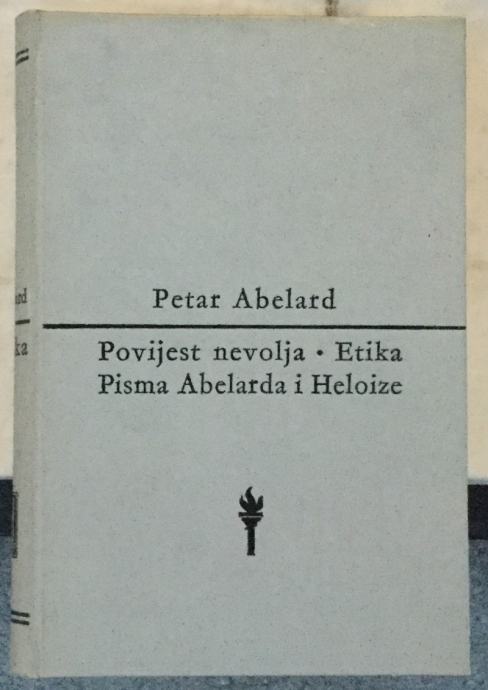 Petar Abelard
Povijest nevolja • Etika
Pisma Abelarda i Heloize